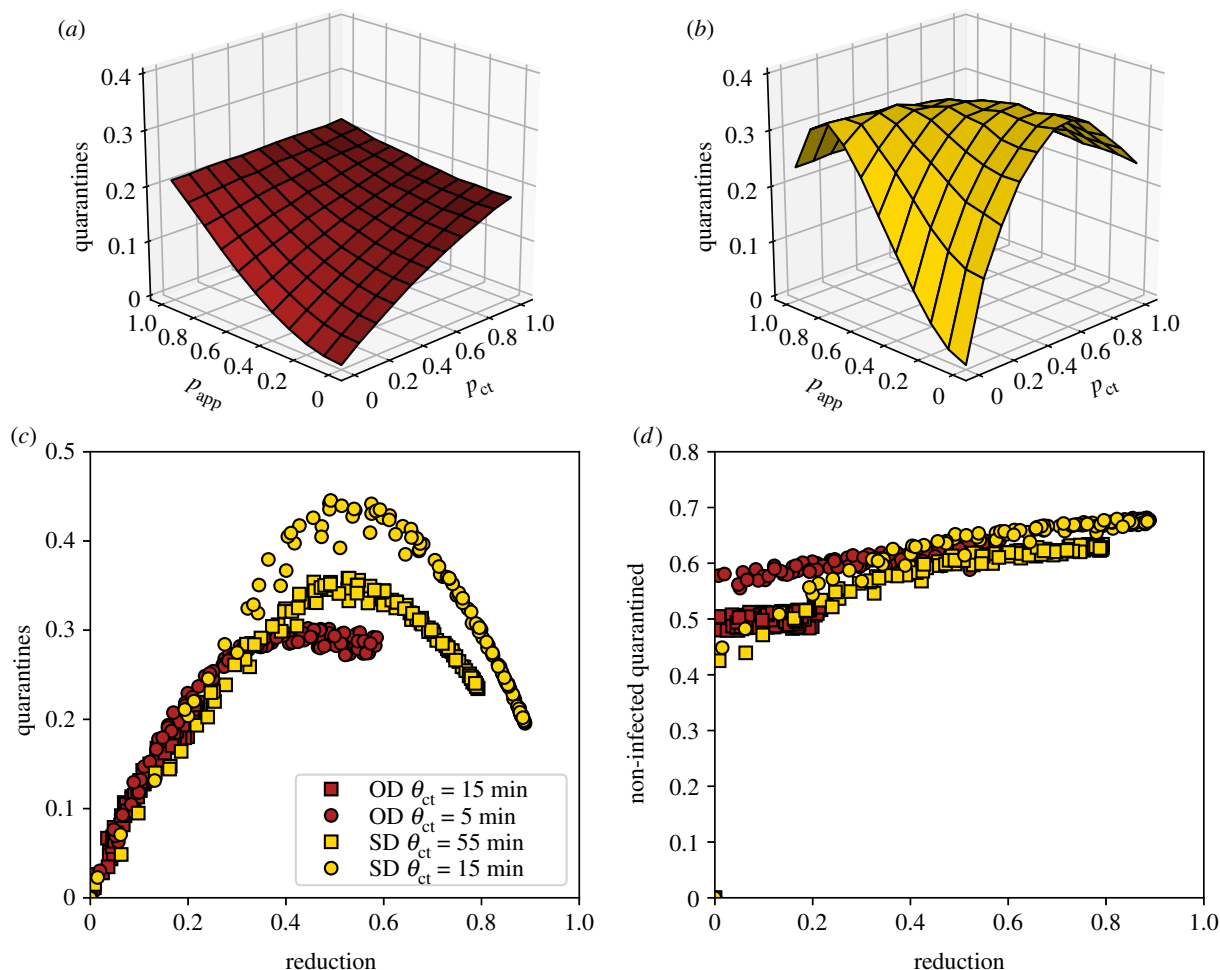 (a)
(b)
0.4
0.3
0.2
0.1
0
quarantines
1.0
0.8
0.6
0.4
0.2
0
p_app
0
0.2
0.4
0.6
0.8
1.0
p_ct
0.4
0.3
0.2
0.1
0
quarantines
1.0
0.8
0.6
0.4
0.2
0
p_app
0
0.2
0.4
0.6
0.8
1.0
p_ct
(c)
0.5
0.4
0.3
0.2
0.1
0
quarantines
OD θ_ct = 15 min
OD θ_ct = 5 min
SD θ_ct = 55 min
SD θ_ct = 15 min
0 0.2 0.4 0.6 0.8 1.0
reduction
(d)
0.8
0.7
0.6
0.5
0.4
0.3
0.2
0.1
0
non-infected quarantined
0 0.2 0.4 0.6 0.8 1.0
reduction